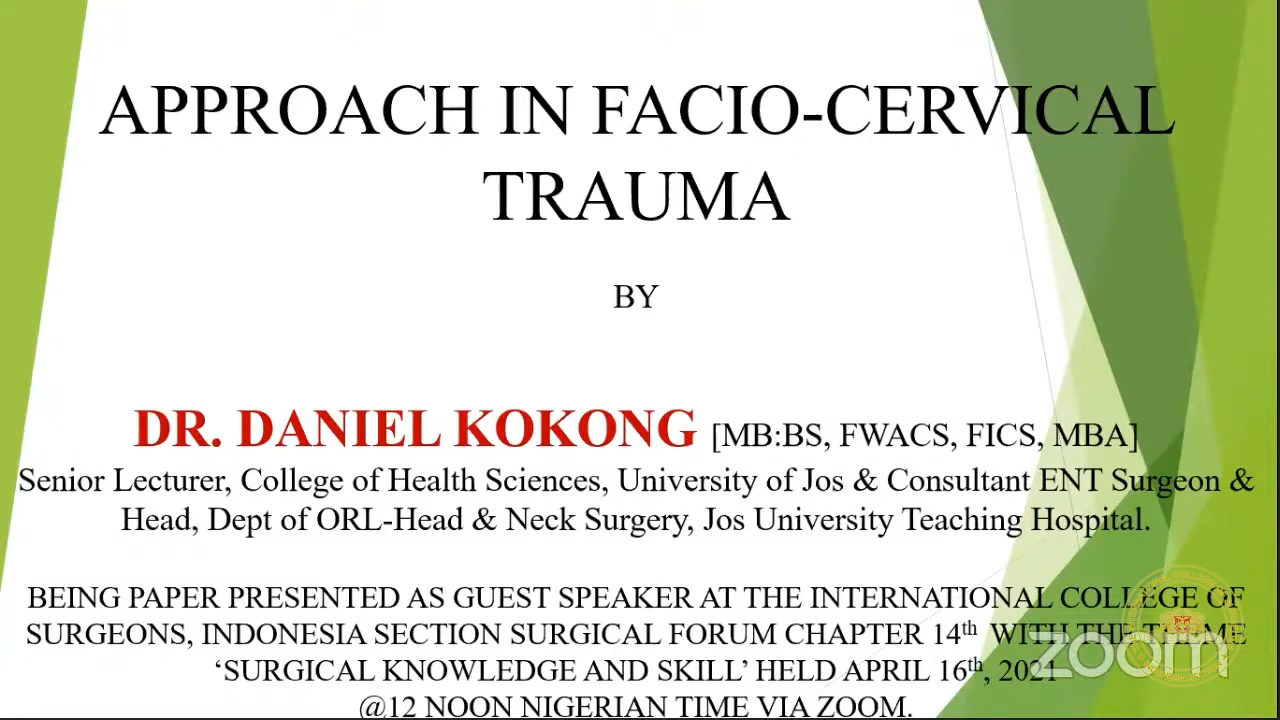 APPROACH IN FACIO-CERVICAL
TRAUMA
BY
DR. DANIEL KOKONG [MB:BS, FWACS, FICS, MBA]
Senior Lecturer, College of Health Sciences, University of Jos & Consultant ENT Surgeon &
Head, Dept of ORL-Head & Neck Surgery, Jos University Teaching Hospital.
BEING PAPER PRESENTED AS GUEST SPEAKER AT THE INTERNATIONAL COLLEGE OF
SURGEONS, INDONESIA SECTION SURGICAL FORUM CHAPTER 14th WITH THE THEME
‘SURGICAL KNOWLEDGE AND SKILL’ HELD APRIL 16th, 2021
@12 NOON NIGERIAN TIME VIA ZOOM.
zoom